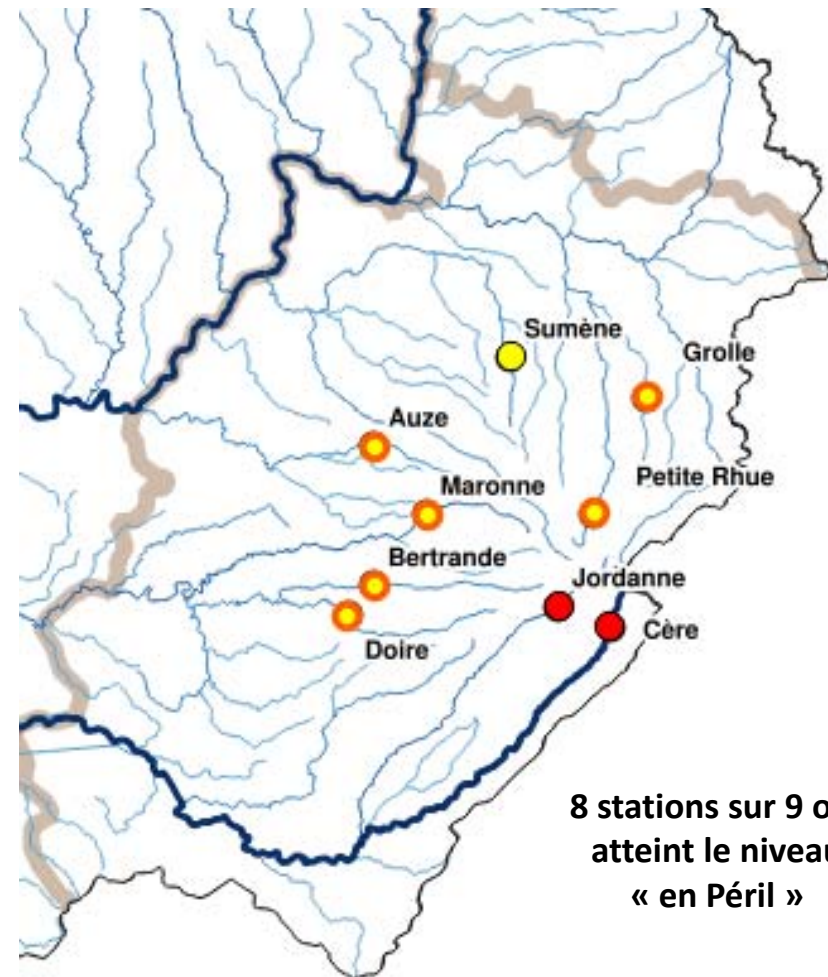 Sumène
Grolle
Auze
Petite Rhue
Maronne
Bertrande
Jordanne
Cère
Doire
8 stations sur 9 o
atteint le niveau
« en Péril »